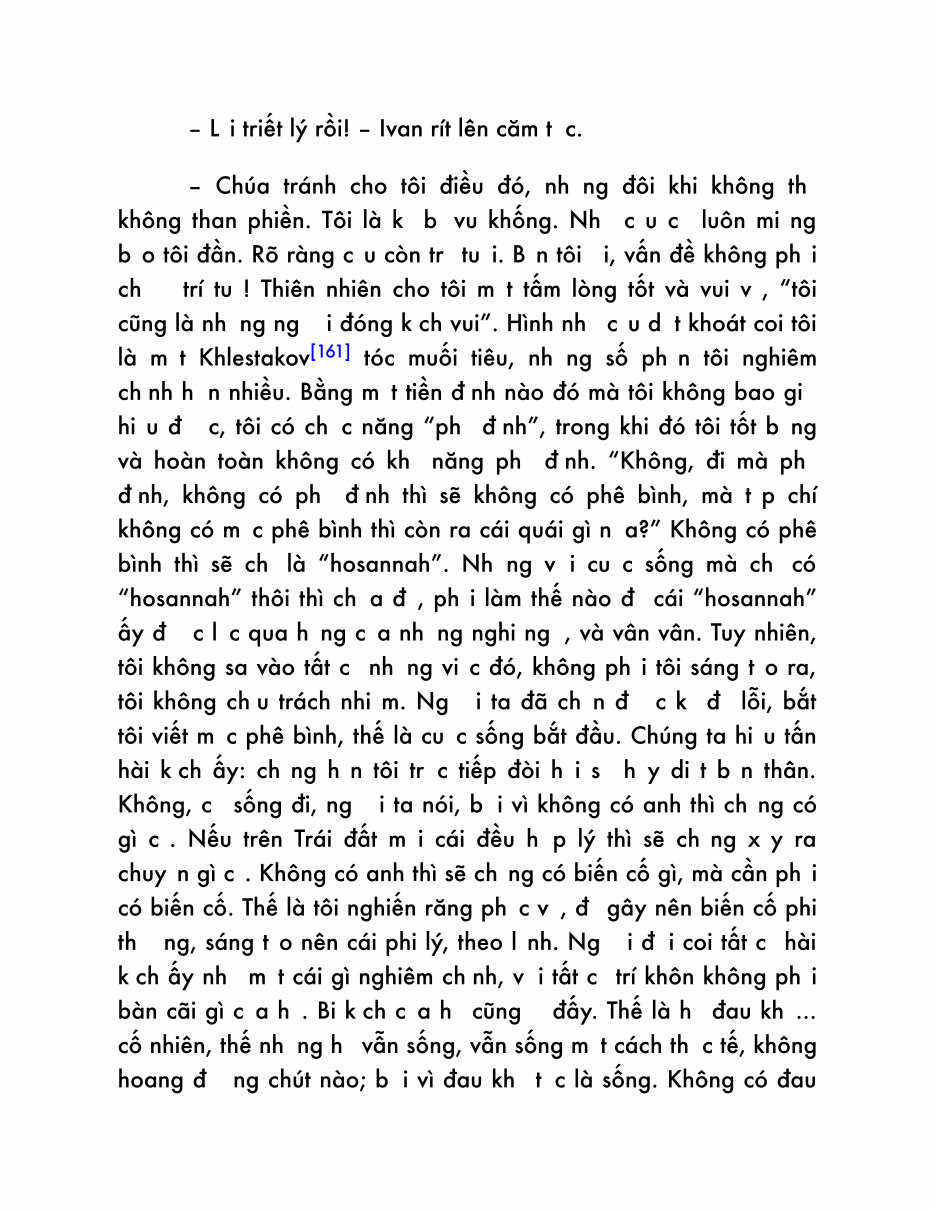 – L i triết lý rồi! – Ivan rít lên căm t c.
– Chúa tránh cho tôi điều đó, nh ng đôi khi không th
không than phiền. Tôi là k b vu khống. Nh c u c luôn mi ng
b o tôi đần. Rõ ràng c u còn tr tu i. B n tôi i, vấn đề không ph i
ch trí tu ! Thiên nhiên cho tôi m t tấm lòng tốt và vui v , “tôi
cũng là nh ng ng i đóng k ch vui”. Hình nh c u d t khoát coi tôi
là m t Khlestakov[161] tóc muối tiêu, nh ng số ph n tôi nghiêm
ch nh h n nhiều. Bằng m t tiền đ nh nào đó mà tôi không bao gi
hi u đ c, tôi có ch c năng “ph đ nh”, trong khi đó tôi tốt b ng
và hoàn toàn không có kh năng ph đ nh. “Không, đi mà ph
đ nh, không có ph đ nh thì sẽ không có phê bình, mà t p chí
không có m c phê bình thì còn ra cái quái gì n a?” Không có phê
bình thì sẽ ch là “hosannah”. Nh ng v i cu c sống mà ch có
“hosannah” thôi thì ch a đ , ph i làm thế nào đ cái “hosannah”
ấy đ c l c qua h ng c a nh ng nghi ng , và vân vân. Tuy nhiên,
tôi không sa vào tất c nh ng vi c đó, không ph i tôi sáng t o ra,
tôi không ch u trách nhi m. Ng i ta đã ch n đ c k đ lỗi, bắt
tôi viết m c phê bình, thế là cu c sống bắt đầu. Chúng ta hi u tấn
hài k ch ấy: ch ng h n tôi tr c tiếp đòi h i s h y di t b n thân.
Không, c sống đi, ng i ta nói, b i vì không có anh thì ch ng có
gì c . Nếu trên Trái đất m i cái đều h p lý thì sẽ ch ng x y ra
chuy n gì c . Không có anh thì sẽ ch ng có biến cố gì, mà cần ph i
có biến cố. Thế là tôi nghiến răng ph c v , đ gây nên biến cố phi
th ng, sáng t o nên cái phi lý, theo l nh. Ng i đ i coi tất c hài
k ch ấy nh m t cái gì nghiêm ch nh, v i tất c trí khôn không ph i
bàn cãi gì c a h . Bi k ch c a h cũng đấy. Thế là h đau kh ...
cố nhiên, thế nh ng h vẫn sống, vẫn sống m t cách th c tế, không
hoang đ ng chút nào; b i vì đau kh t c là sống. Không có đau